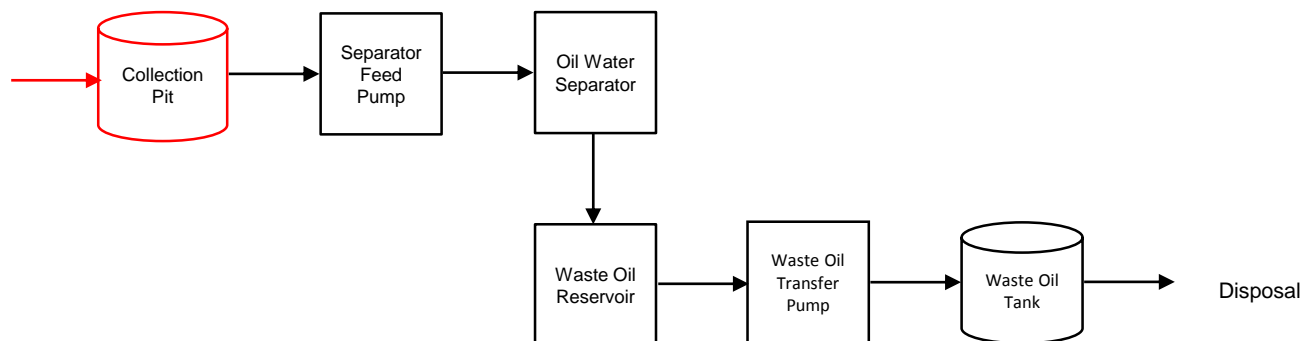 Collection
Pit
Separator
Feed
Pump
Oil Water
Separator
Waste Oil
Reservoir
Waste Oil
Transfer
Pump
Waste Oil
Tank
Disposal